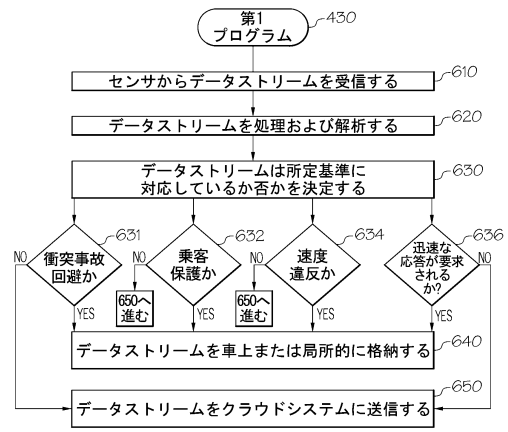 第1
プログラム
430
センサからデータストリームを受信する
610
データストリームを処理および解析する
620
データストリームは所定基準に
対応しているか否かを決定する
630
衝突事故
回避か
631
NO
YES
乗客
保護か
632
NO
650へ
進む
YES
速度
違反か
634
NO
650へ
進む
YES
迅速な
応答が要求
される
か?
636
NO
YES
データストリームを車上または局所的に格納する
640
データストリームをクラウドシステムに送信する
650